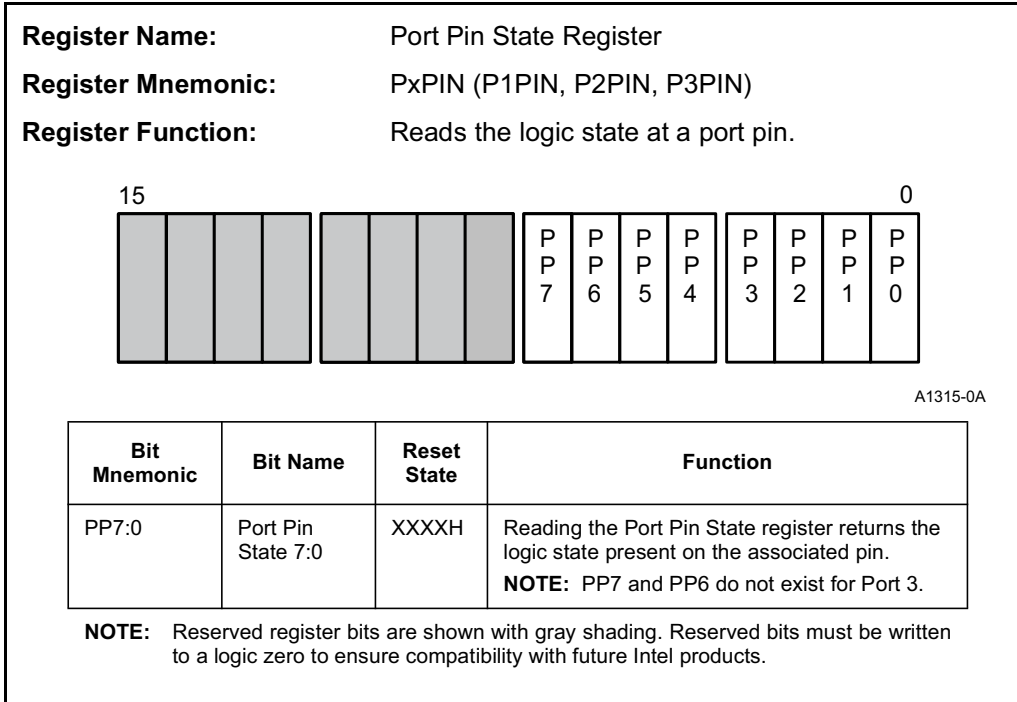 Register Name: Port Pin State Register
Register Mnemonic: PxPIN (P1PIN, P2PIN, P3PIN)
Register Function: Reads the logic state at a port pin.
15 0
P P P P P P P P
P P P P P P P P
7 6 5 4 3 2 1 0
A1315-0A
Bit Mnemonic Bit Name Reset State Function
PP7:0 Port Pin State 7:0 XXXXH Reading the Port Pin State register returns the
logic state present on the associated pin.
NOTE: PP7 and PP6 do not exist for Port 3.
NOTE: Reserved register bits are shown with gray shading. Reserved bits must be written
to a logic zero to ensure compatibility with future Intel products.